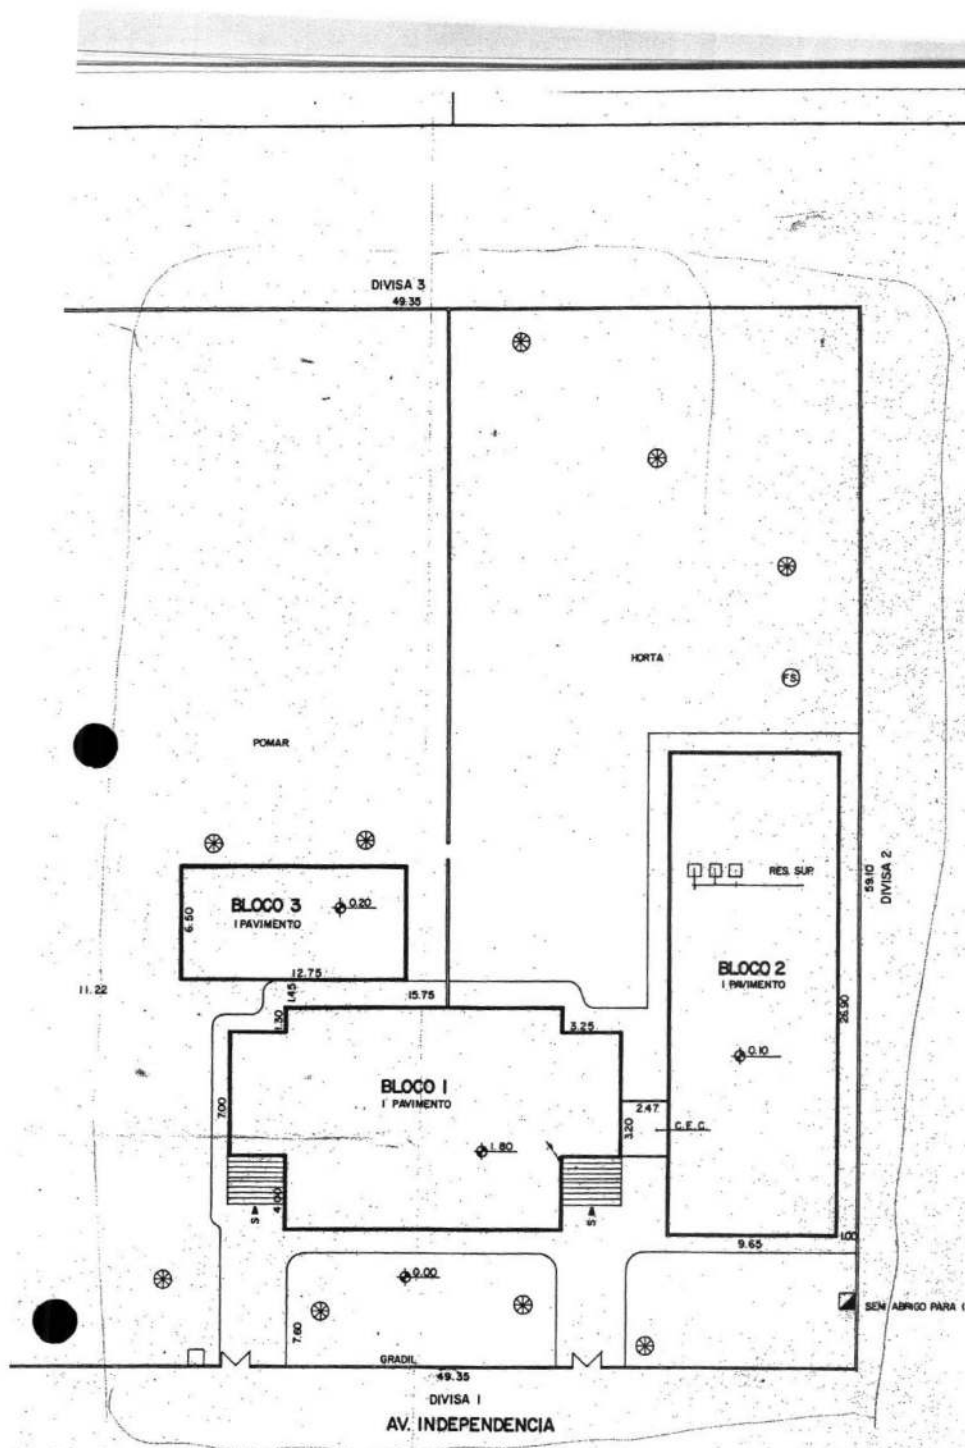 DIVISA 3
49.35
HORTA
FS.
POMAR
RES. SUP.
59.10
DIVISA 2
BLOCO 3
1 PAVIMENTO
0.20
6.50
12.75
11.22
1.45
15.75
1.30
3.25
BLOCO 2
1 PAVIMENTO
26.90
0.10
BLOCO 1
1 PAVIMENTO
7.00
2.47
3.20
C.E.C.
1.80
4.00
S
S
1.00
9.65
0.00
7.60
SEM ABRIGO PARA
GRADIL
49.35
DIVISA 1
AV. INDEPENDENCIA